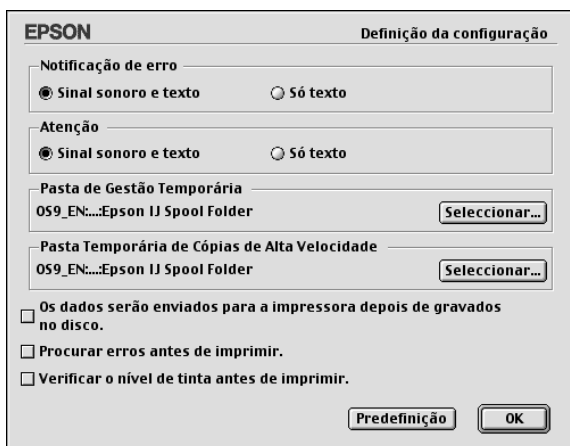 EPSON Definição da configuração
Notificação de erro
Sinal sonoro e texto Só texto
Atenção
Sinal sonoro e texto Só texto
Pasta de Gestão Temporária
OS9_EN:...:Epson IJ Spool Folder Seleccionar...
Pasta Temporária de Cópias de Alta Velocidade
OS9_EN:...:Epson IJ Spool Folder Seleccionar...
Os dados serão enviados para a impressora depois de gravados
no disco.
Procurar erros antes de imprimir.
Verificar o nível de tinta antes de imprimir.
Predefinição OK